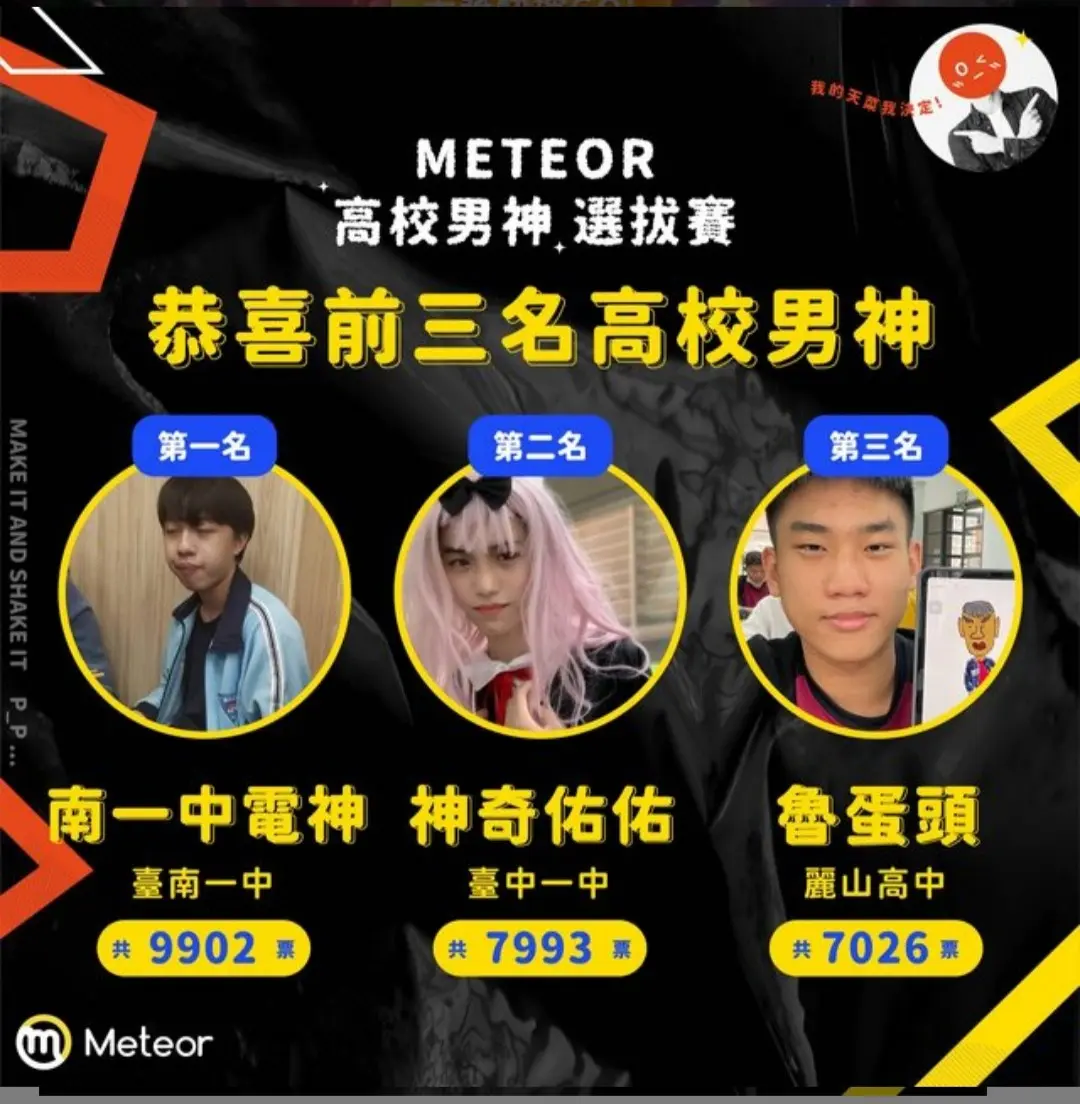 我的天菜我決定!
METEOR
高校男神 選拔賽
恭喜前三名高校男神
第一名
第二名
第三名
MAKE IT AND SHAKE IT P_P ...
南一中電神
神奇佑佑
魯蛋頭
臺南一中
臺中一中
麗山高中
共 9902 票
共 7993 票
共 7026 票
m Meteor